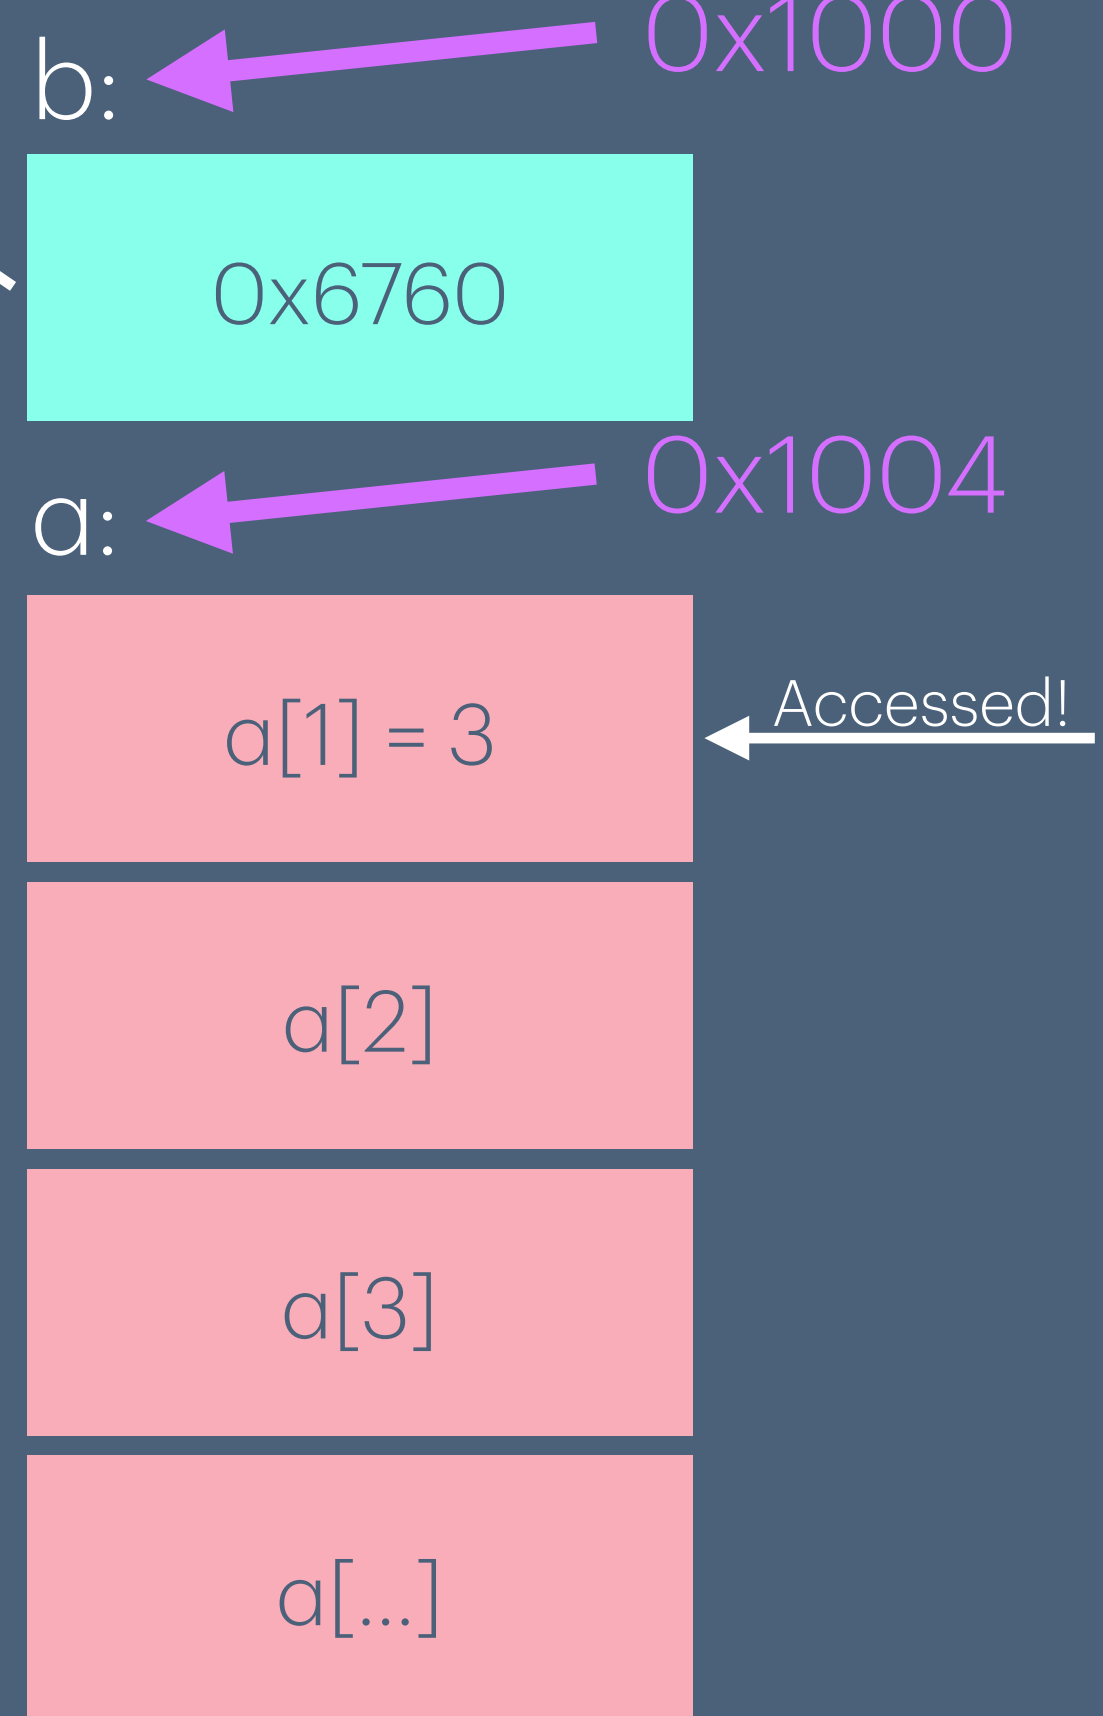 0x1000
b:
0x6760
0x1004
a:
Accessed!
a[1] = 3
a[2]
a[3]
a[...]